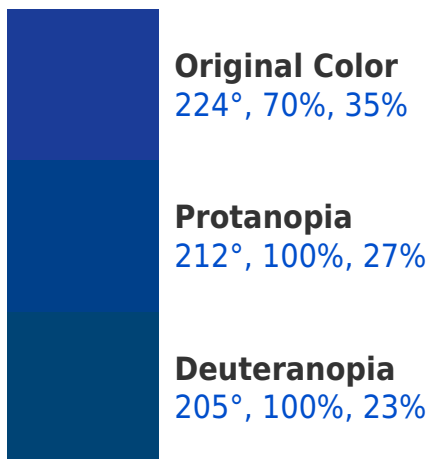 Original Color
224°, 70%, 35%
Protanopia
212°, 100%, 27%
Deuteranopia
205°, 100%, 23%